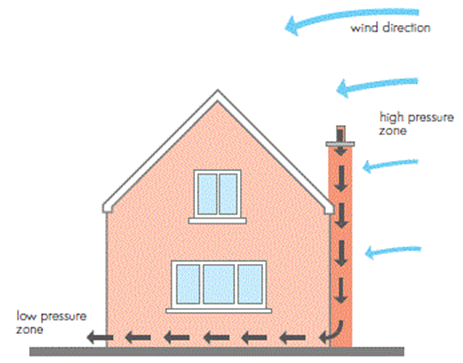 wind direction
high pressure
zone
low pressure
zone